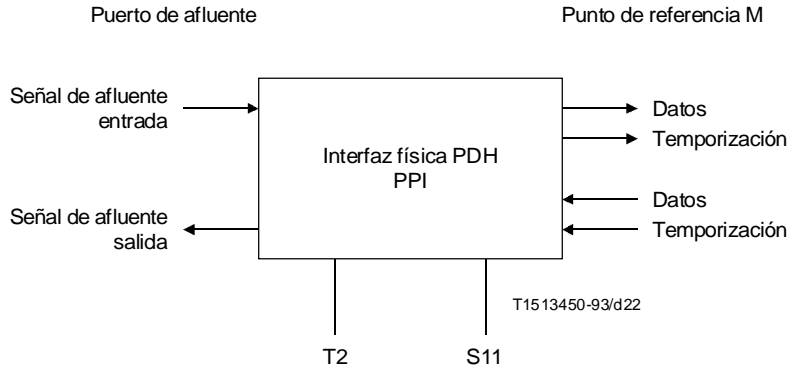 Puerto de afluente
Punto de referencia M
Señal de afluente
entrada
Datos
Temporización
Interfaz física PDH
PPI
Señal de afluente
salida
Datos
Temporización
T1513450-93/d22
T2
S11